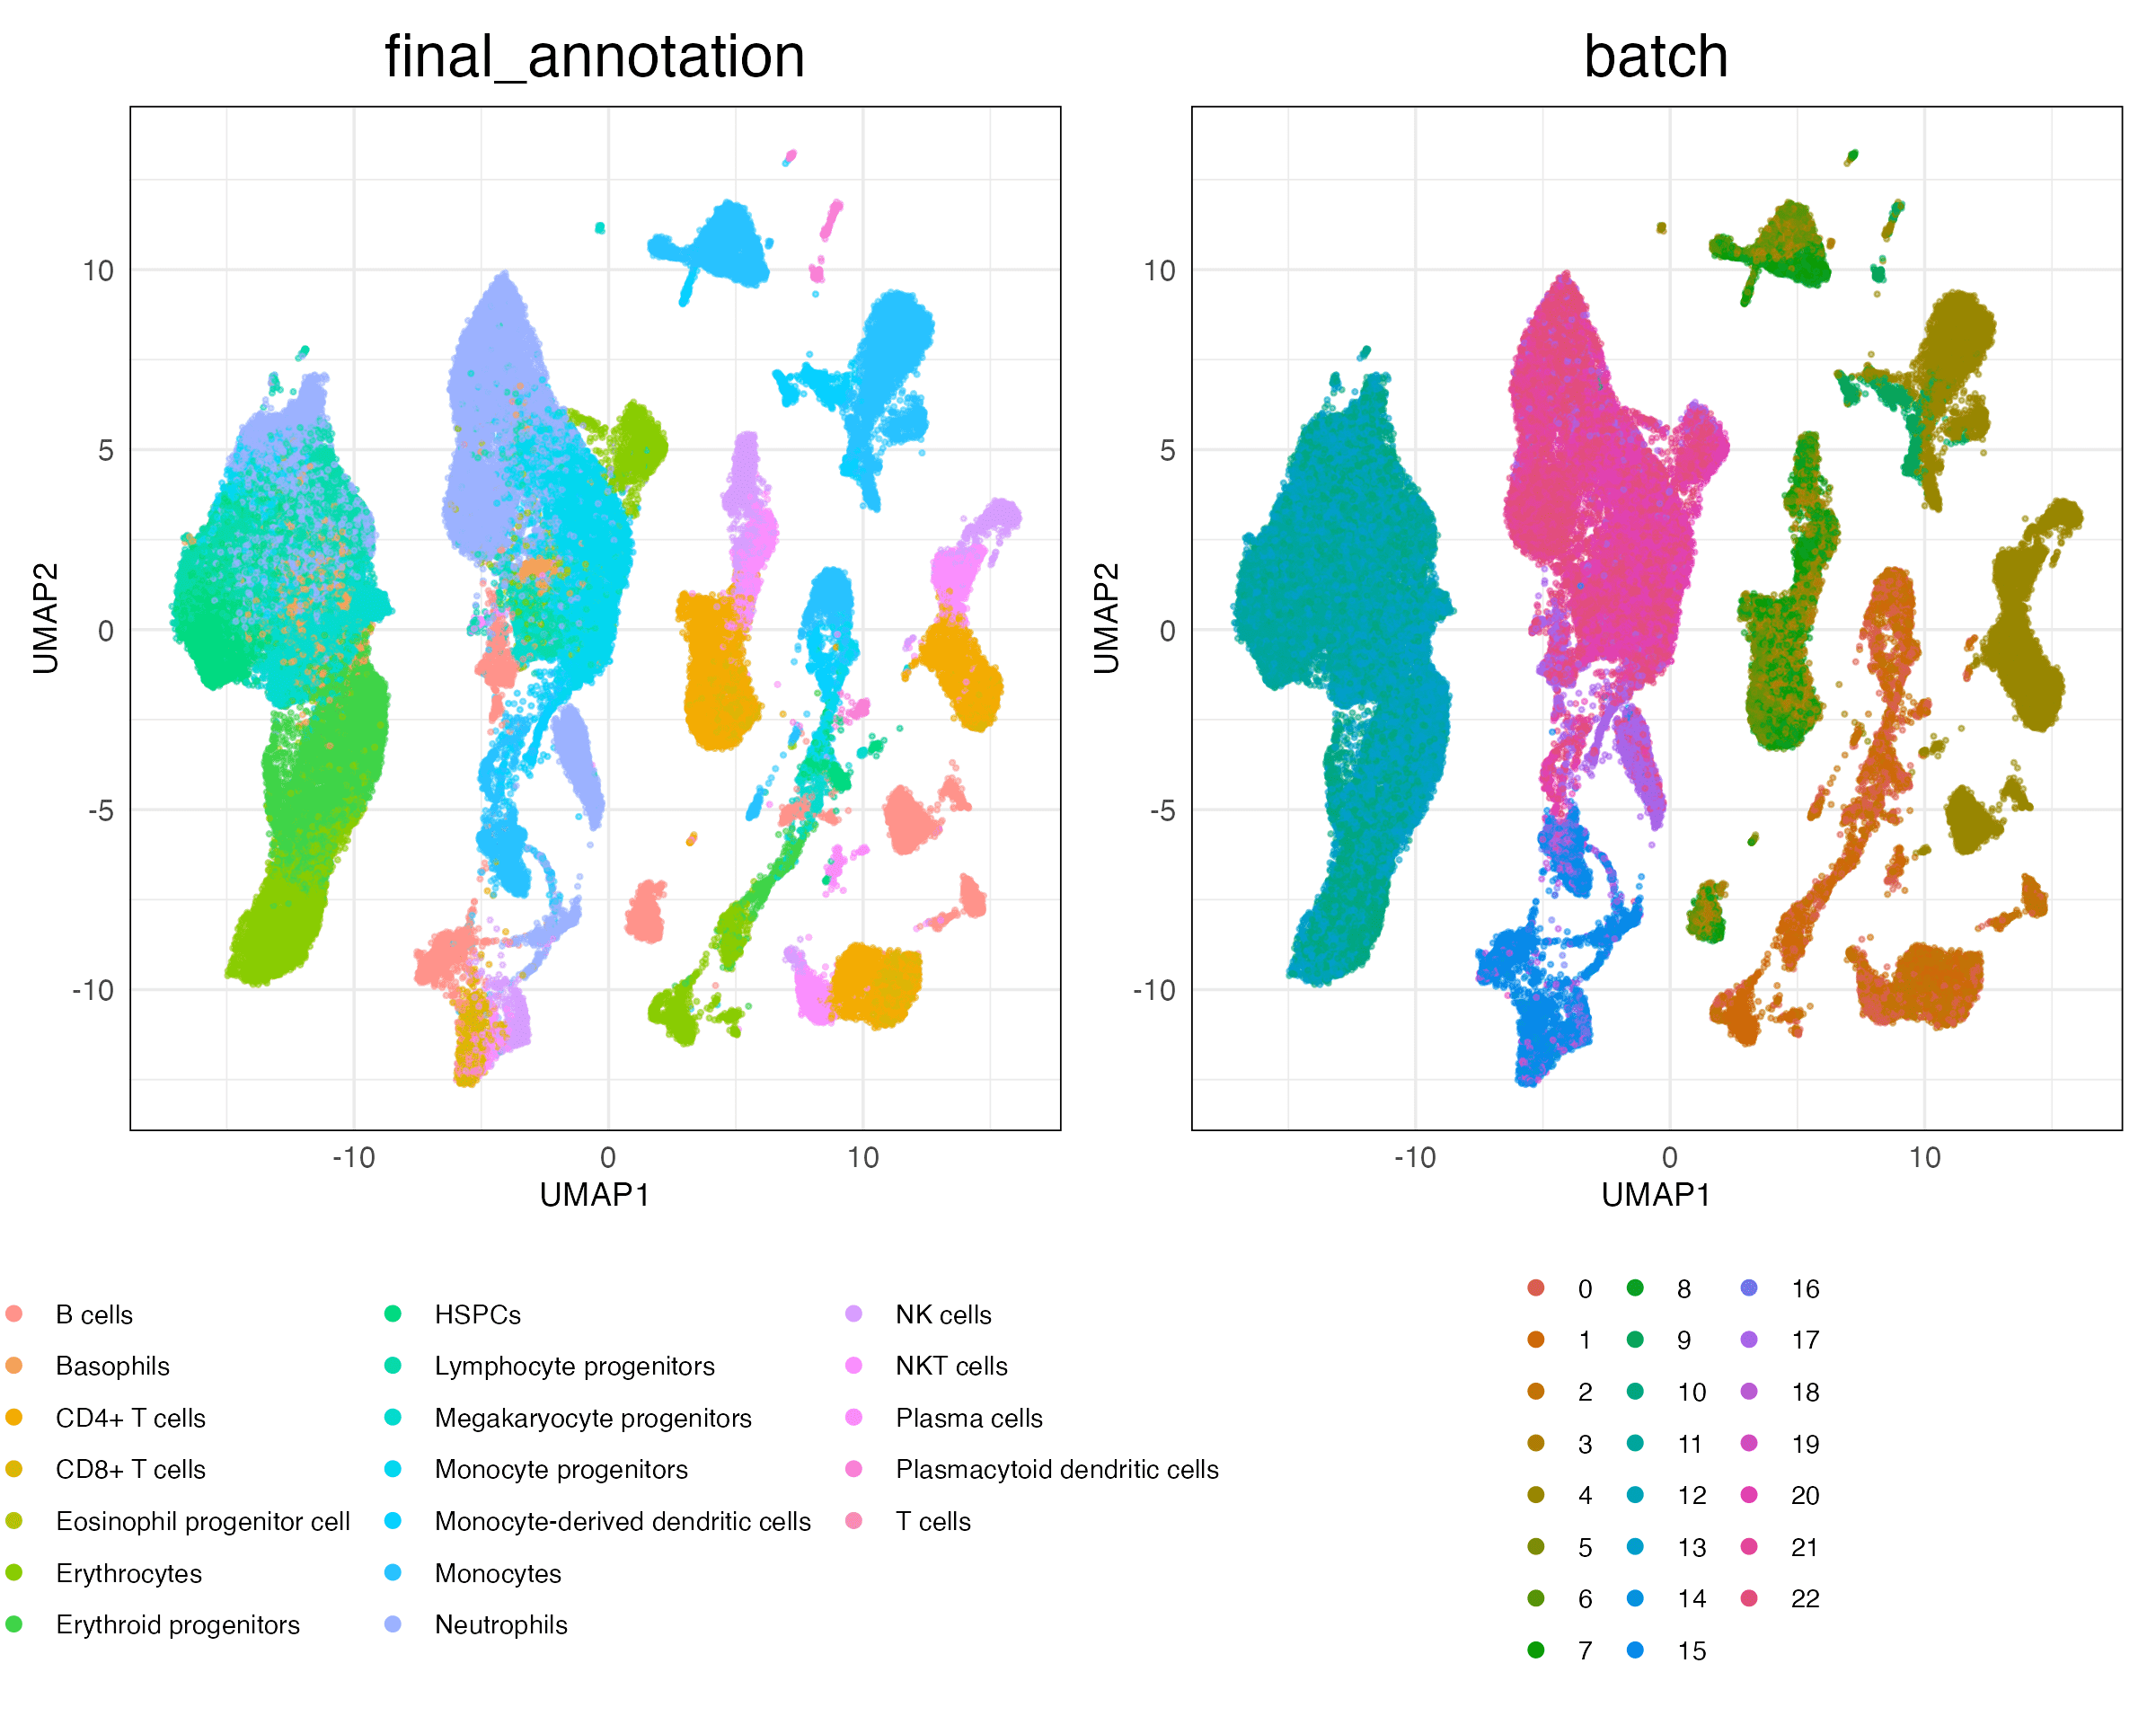 final_annotation
batch
UMAP2
10
5
0
-5
-10
-10
0
10
UMAP1
UMAP2
10
5
0
-5
-10
-10
0
10
UMAP1
B cells
Basophils
CD4+ T cells
CD8+ T cells
Eosinophil progenitor cell
Erythrocytes
Erythroid progenitors
HSPCs
Lymphocyte progenitors
Megakaryocyte progenitors
Monocyte progenitors
Monocyte-derived dendritic cells
Monocytes
Neutrophils
NK cells
NKT cells
Plasma cells
Plasmacytoid dendritic cells
T cells
0
1
2
3
4
5
6
7
8
9
10
11
12
13
14
15
16
17
18
19
20
21
22